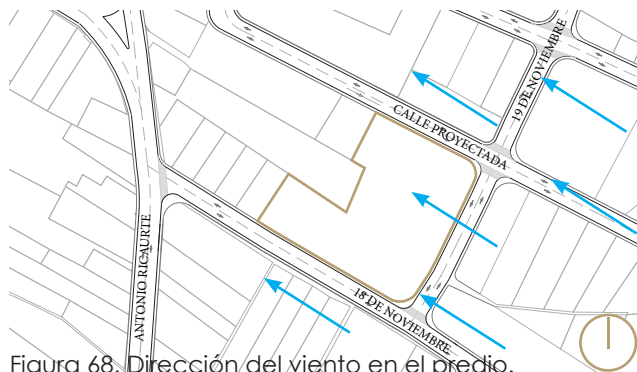 19 DE NOVIEMBRE
CALLE PROYECTADA
ANTONIO RICAURTE
18 DE NOVIEMBRE
Figura 68. Dirección del viento en el predio.